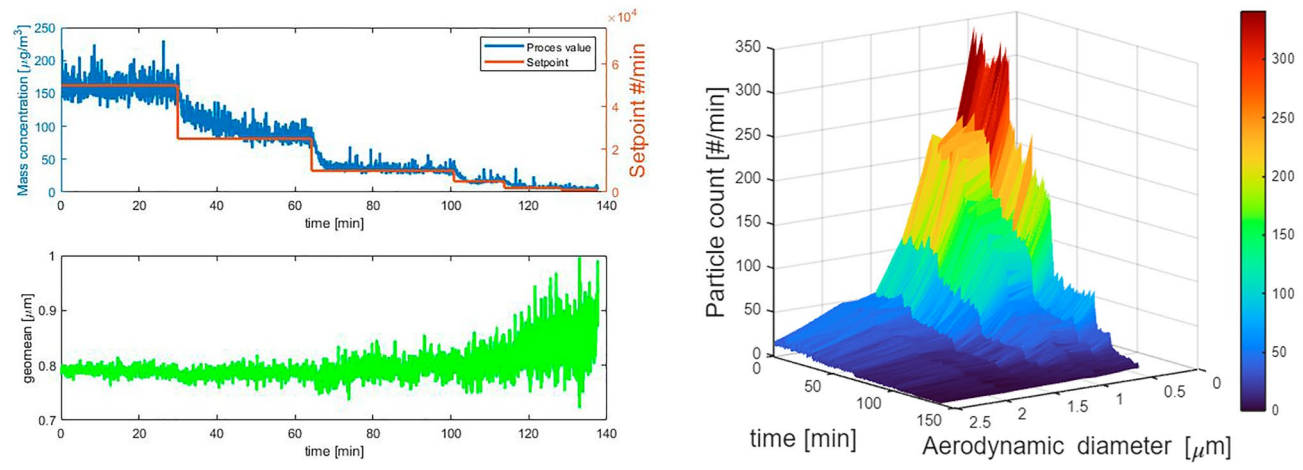 ×10⁴
250
200
150
100
50
0
Mass concentration [μg/m³]
Proces value
Setpoint
6
4
2
0
Setpoint #/min
0 20 40 60 80 100 120 140
time [min]
1
0.9
0.8
0.7
geomean [μm]
0 20 40 60 80 100 120 140
time [min]
350
300
250
200
150
100
50
0
Particle count [#/min]
0
50
100
150
time [min]
2.5 2 1.5 1 0.5 0
Aerodynamic diameter [μm]
300
250
200
150
100
50
0